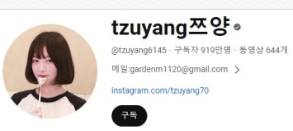 tzuyang쯔양
@tzuyang6145 · 구독자 919만명 · 동영상 644개
메일:gardenm1120@gmail.com
instagram.com/tzuyang70
구독